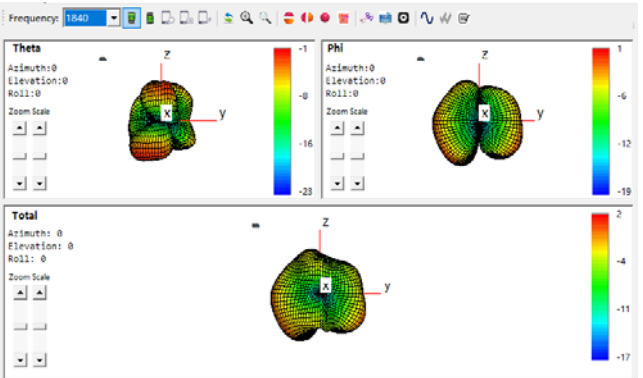 Frequency: 1840
Theta
Azimuth:0
Elevation:0
Roll:0
Zoom Scale
z
x
y
-1
-8
-16
-23
Phi
Azimuth:0
Elevation:0
Roll:0
Zoom Scale
z
x
y
1
-6
-12
-19
Total
Azimuth: 0
Elevation: 0
Roll: 0
Zoom Scale
z
x
y
2
-4
-11
-17